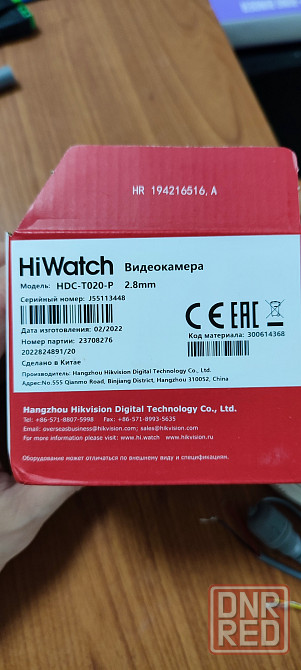 HR 194216516, A
HiWatch Видеокамера
Модель: HDC-T020-P 2.8mm
Серийный номер: J55113448
Дата изготовления: 02/2022
Номер партии: 23708276
2022824891/20
Сделано в Китае
CE EAC
Код материала: 300614368
Производитель: Hangzhou Hikvision Digital Technology Co., Ltd.
Адрес:No.555 Qianmo Road, Binjiang District, Hangzhou 310052, China
Hangzhou Hikvision Digital Technology Co., Ltd.
Tel: +86-571-8807-5998 Fax: +86-571-8993-5635
Email: overseasbusiness@hikvision.com; sales@hikvision.com
For more information please visite: www.hi.watch www.hikvision.ru
Оборудование может отличаться по внешнему виду и спецификациям.
DNR
RED